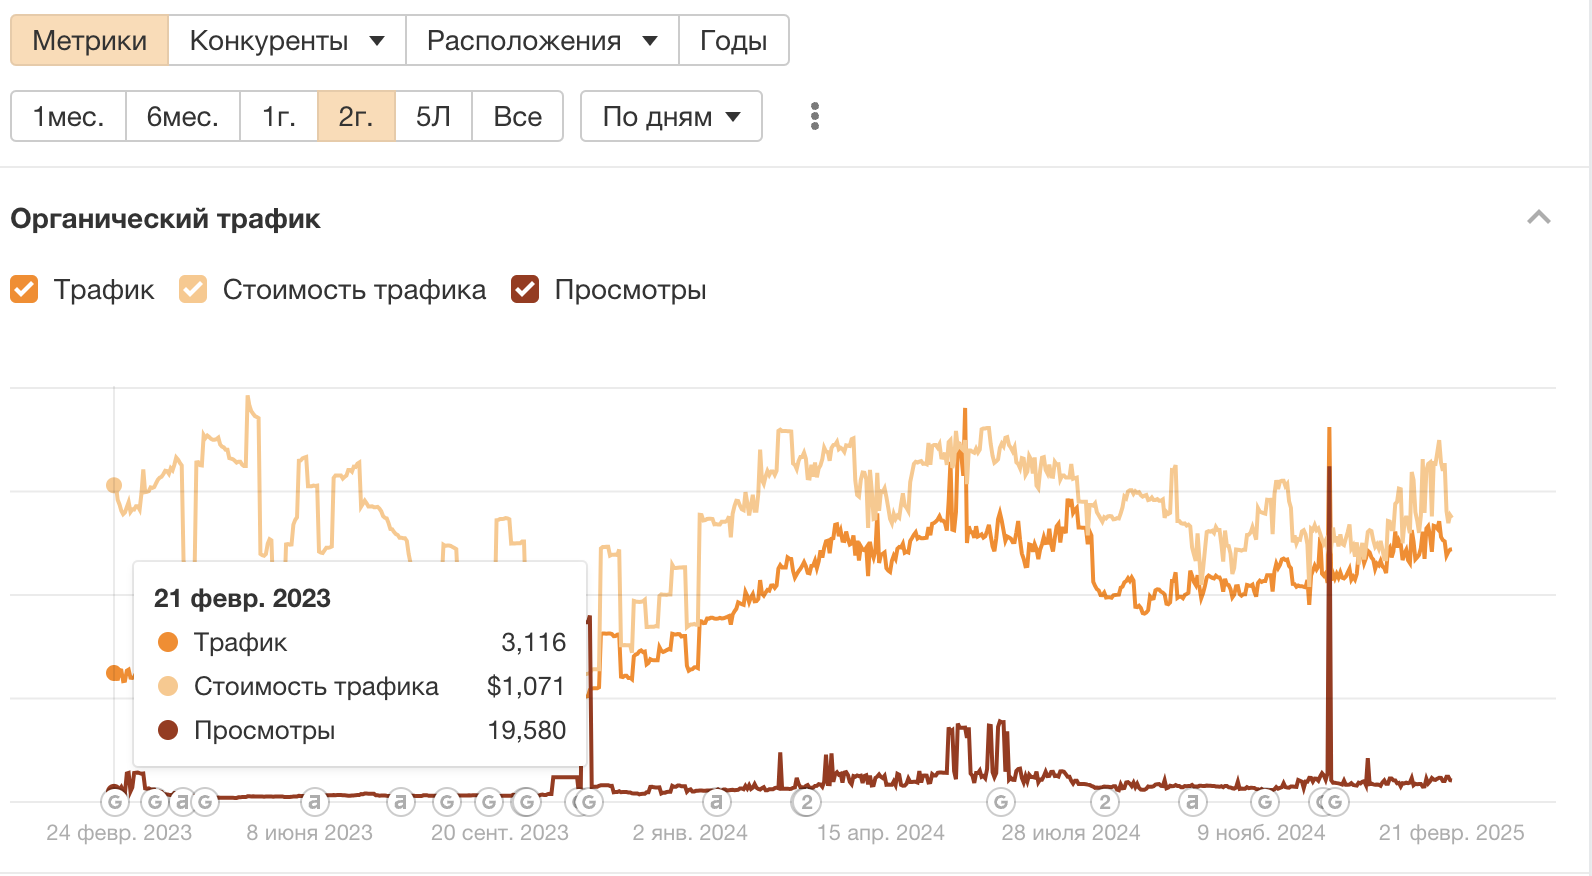 Метрики Конкуренты Расположения Годы
1мес. 6мес. 1г. 2г. 5Л Все По дням
Органический трафик
Трафик Стоимость трафика Просмотры
21 февр. 2023
Трафик 3,116
Стоимость трафика $1,071
Просмотры 19,580
G G a G a a G G G G G a 2 G 2 a G G G
24 февр. 2023 8 июня 2023 20 сент. 2023 2 янв. 2024 15 апр. 2024 28 июля 2024 9 нояб. 2024 21 февр. 2025